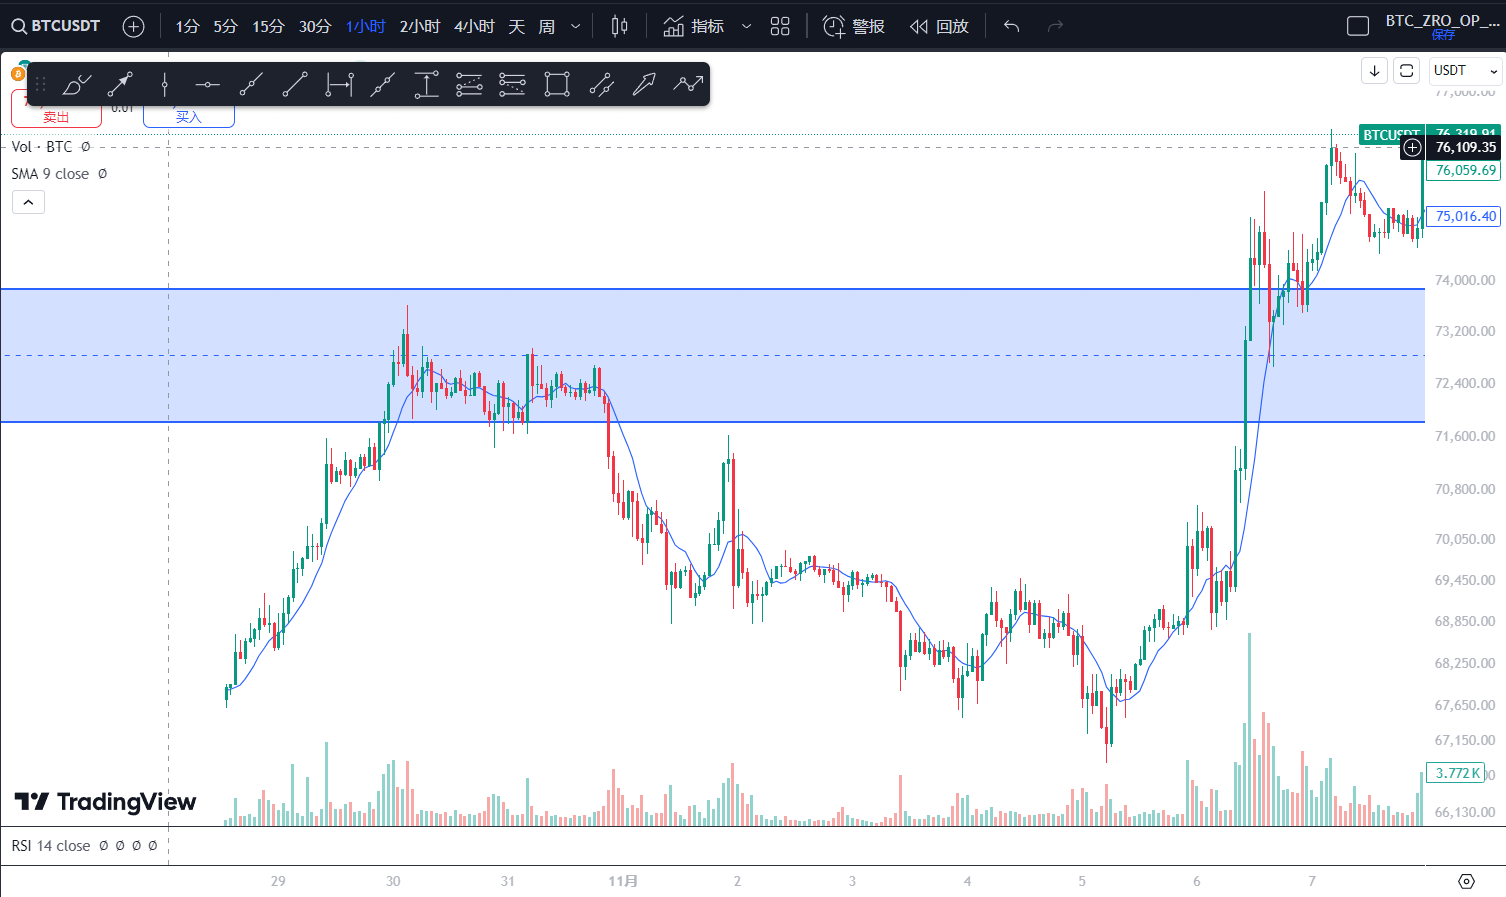 BTCUSDT 1分 5分 15分 30分 1小时 2小时 4小时 天 周 指标 警报 回放 BTC_ZRO_OP_...
保存
USDT
77,000.00
卖出 0.01 买入
BTCUSDT 76,319.91
Vol · BTC Ø
76,109.35
SMA 9 close Ø
76,059.69
75,016.40
74,000.00
73,200.00
72,400.00
71,600.00
70,800.00
70,050.00
69,450.00
68,850.00
68,250.00
67,650.00
67,150.00
3.772 K
TradingView
66,130.00
RSI 14 close Ø Ø Ø Ø
29 30 31 11月 2 3 4 5 6 7